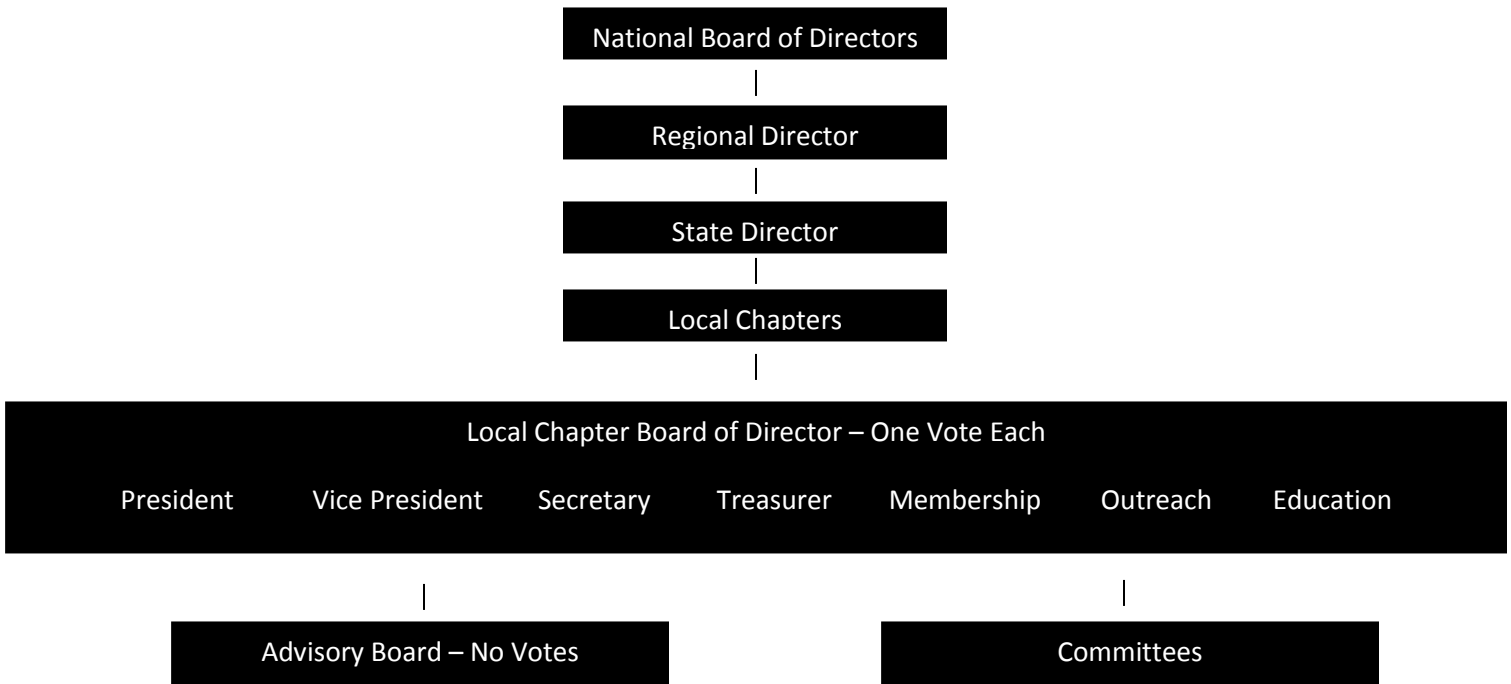 National Board of Directors
Regional Director
State Director
Local Chapters
Local Chapter Board of Director – One Vote Each
President Vice President Secretary Treasurer Membership Outreach Education
Advisory Board – No Votes
Committees